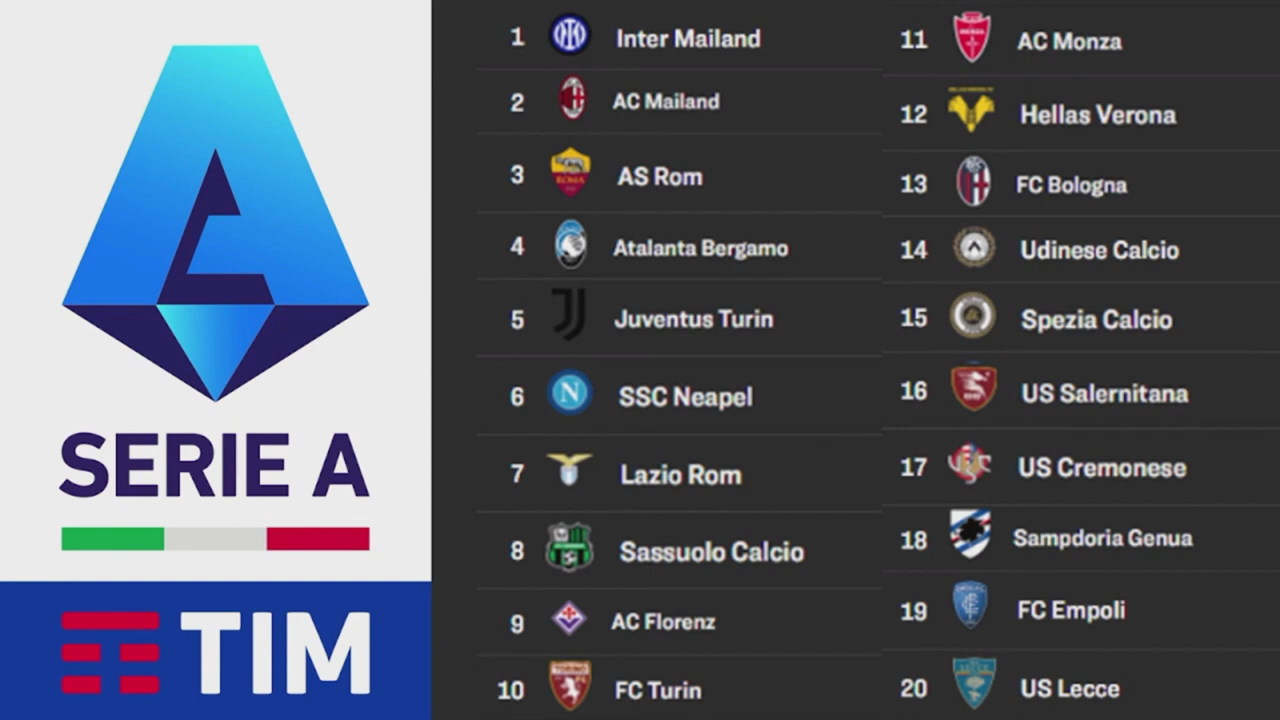 SERIE A
TIM
1 Inter Mailand
2 AC Mailand
3 AS Rom
4 Atalanta Bergamo
5 Juventus Turin
6 N SSC Neapel
7 Lazio Rom
8 Sassuolo Calcio
9 AC Florenz
10 FC Turin
11 AC Monza
12 Hellas Verona
13 FC Bologna
14 Udinese Calcio
15 Spezia Calcio
16 US Salernitana
17 US Cremonese
18 Sampdoria Genua
19 FC Empoli
20 US Lecce